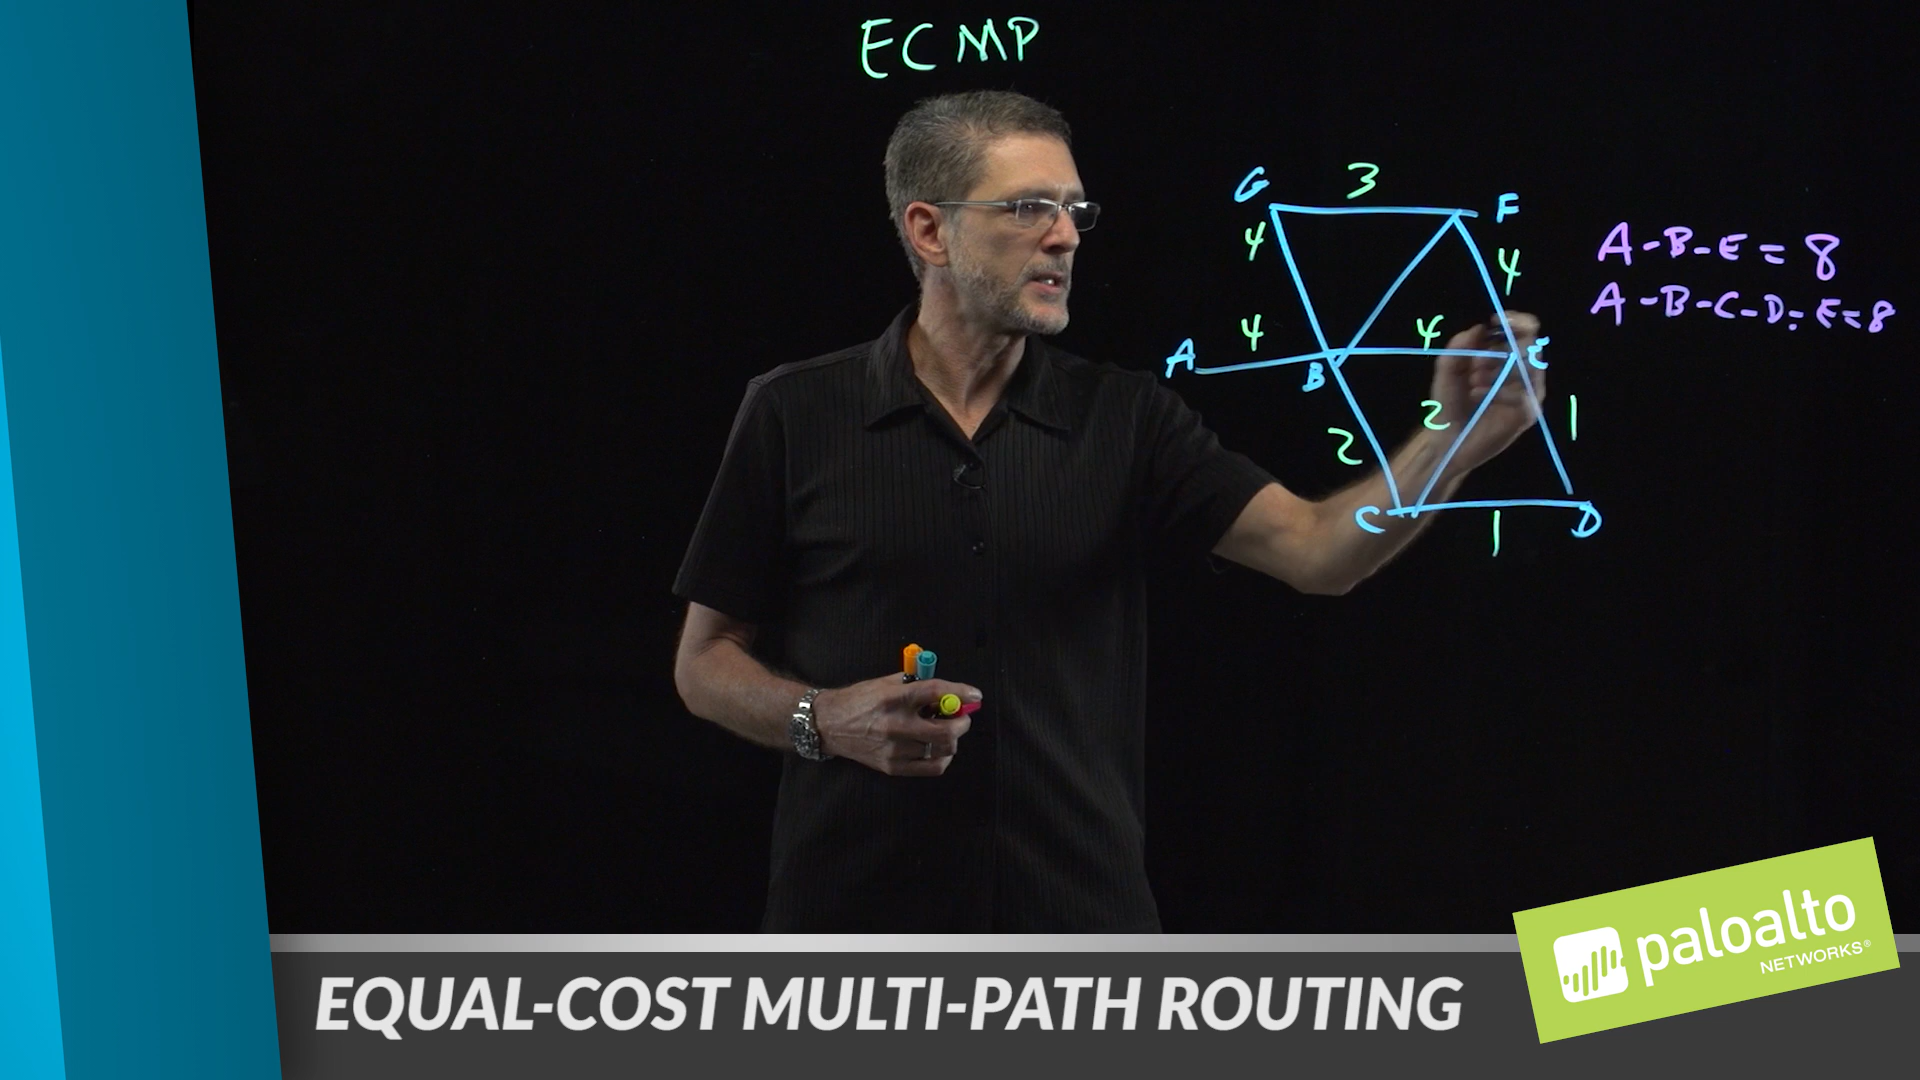 ECMP
G 3 F
4 4
A-B-E = 8
A-B-C-D-E=8
4 4
A B E
2 2 1
C 1 D
EQUAL-COST MULTI-PATH ROUTING
paloalto
NETWORKS®